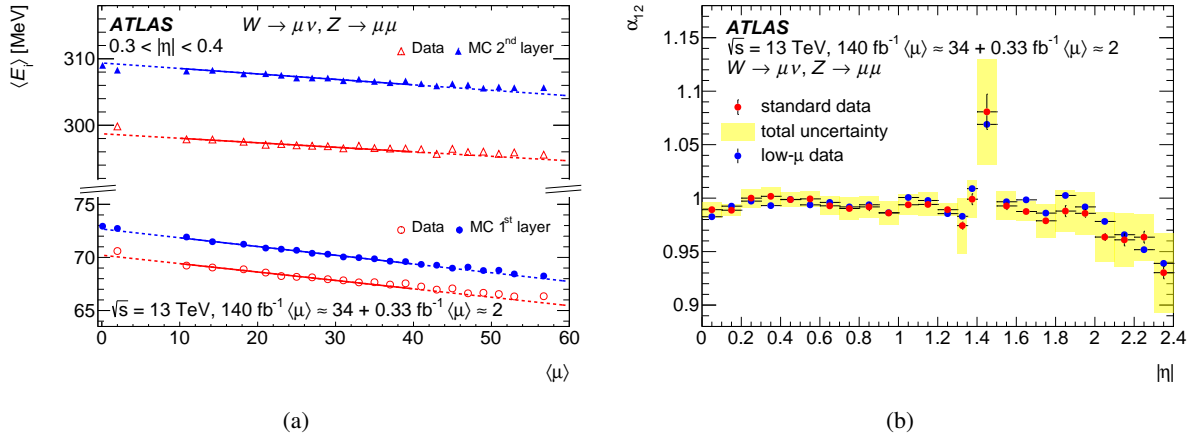 ⟨Eᵢ⟩ [MeV]
ATLAS
W → μν, Z → μμ
0.3 < |η| < 0.4
Data
MC 2ⁿᵈ layer
310
300
75
70
65
Data
MC 1ˢᵗ layer
√s = 13 TeV, 140 fb⁻¹ ⟨μ⟩ ≈ 34 + 0.33 fb⁻¹ ⟨μ⟩ ≈ 2
0 10 20 30 40 50 60
⟨μ⟩
(a)
α₁₂
1.15
1.1
1.05
1
0.95
0.9
ATLAS
√s = 13 TeV, 140 fb⁻¹ ⟨μ⟩ ≈ 34 + 0.33 fb⁻¹ ⟨μ⟩ ≈ 2
W → μν, Z → μμ
standard data
total uncertainty
low-μ data
0 0.2 0.4 0.6 0.8 1 1.2 1.4 1.6 1.8 2 2.2 2.4
|η|
(b)